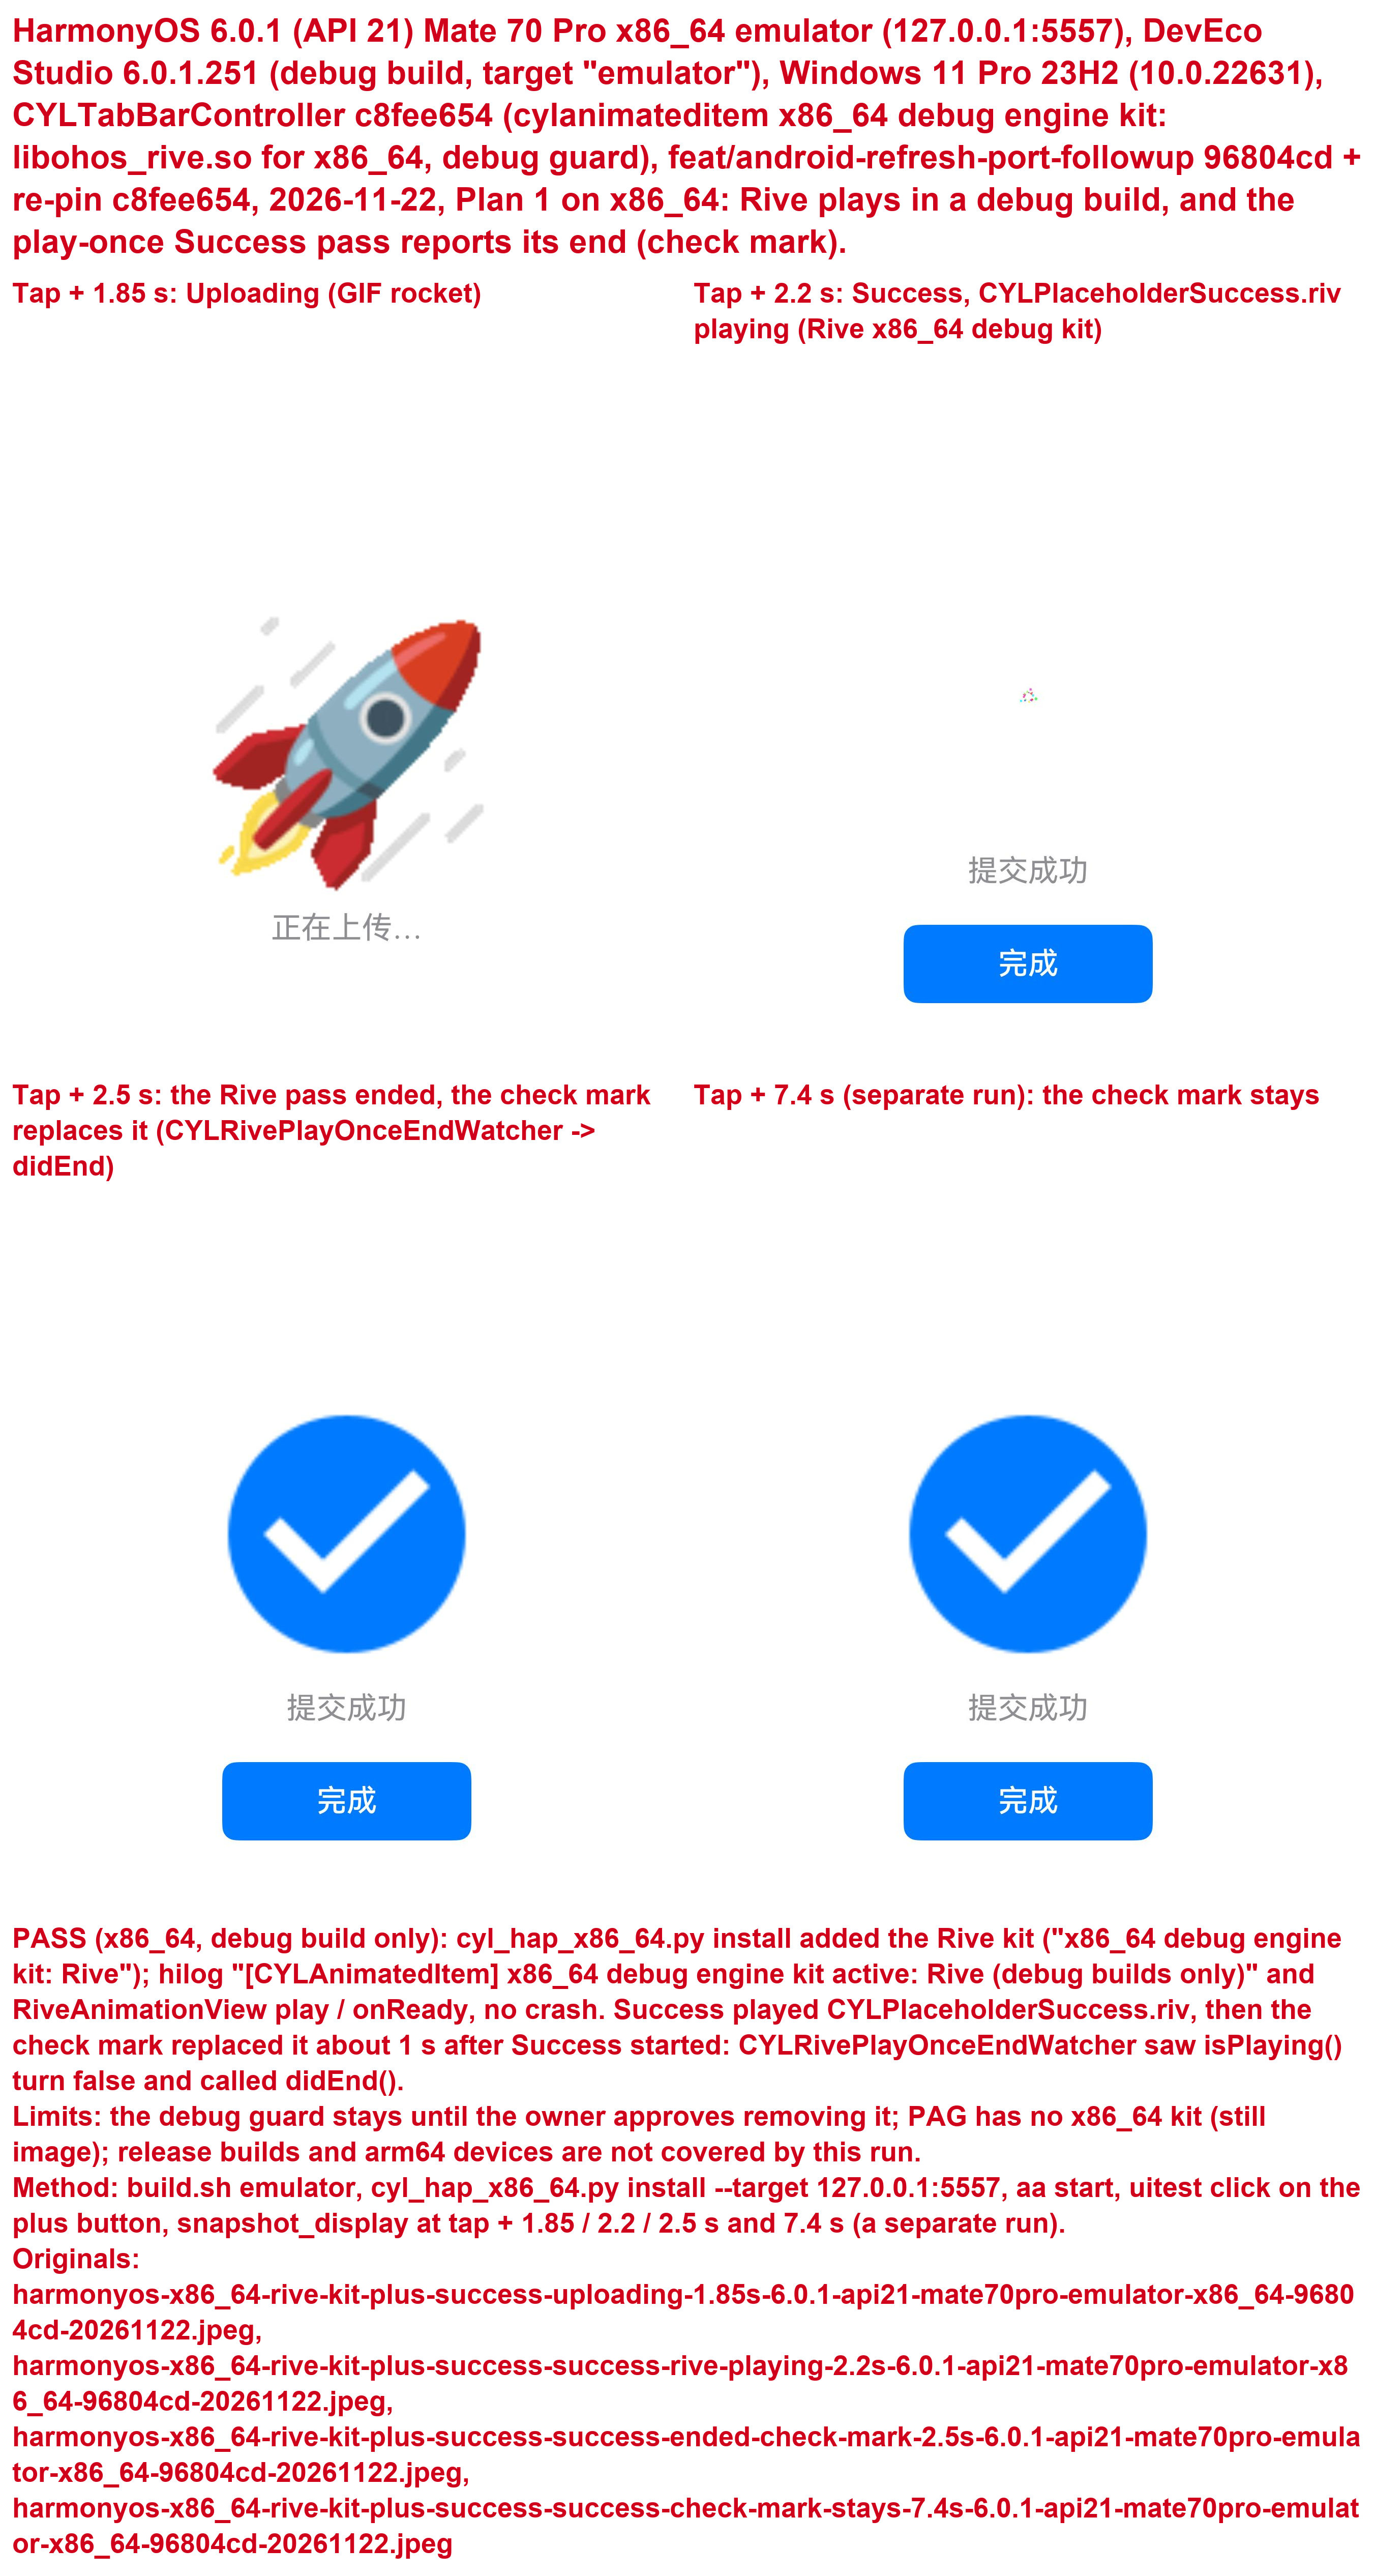 HarmonyOS 6.0.1 (API 21) Mate 70 Pro x86_64 emulator (127.0.0.1:5557), DevEco
Studio 6.0.1.251 (debug build, target "emulator"), Windows 11 Pro 23H2 (10.0.22631),
CYLTabBarController c8fee654 (cylanimateditem x86_64 debug engine kit:
libohos_rive.so for x86_64, debug guard), feat/android-refresh-port-followup 96804cd +
re-pin c8fee654, 2026-11-22, Plan 1 on x86_64: Rive plays in a debug build, and the
play-once Success pass reports its end (check mark).
Tap + 1.85 s: Uploading (GIF rocket)
正在上传...
Tap + 2.2 s: Success, CYLPlaceholderSuccess.riv
playing (Rive x86_64 debug kit)
提交成功
完成
Tap + 2.5 s: the Rive pass ended, the check mark
replaces it (CYLRivePlayOnceEndWatcher ->
didEnd)
提交成功
完成
Tap + 7.4 s (separate run): the check mark stays
提交成功
完成
PASS (x86_64, debug build only): cyl_hap_x86_64.py install added the Rive kit ("x86_64 debug engine
kit: Rive"); hilog "[CYLAnimatedItem] x86_64 debug engine kit active: Rive (debug builds only)" and
RiveAnimationView play / onReady, no crash. Success played CYLPlaceholderSuccess.riv, then the
check mark replaced it about 1 s after Success started: CYLRivePlayOnceEndWatcher saw isPlaying()
turn false and called didEnd().
Limits: the debug guard stays until the owner approves removing it; PAG has no x86_64 kit (still
image); release builds and arm64 devices are not covered by this run.
Method: build.sh emulator, cyl_hap_x86_64.py install --target 127.0.0.1:5557, aa start, uitest click on the
plus button, snapshot_display at tap + 1.85 / 2.2 / 2.5 s and 7.4 s (a separate run).
Originals:
harmonyos-x86_64-rive-kit-plus-success-uploading-1.85s-6.0.1-api21-mate70pro-emulator-x86_64-9680
4cd-20261122.jpeg,
harmonyos-x86_64-rive-kit-plus-success-success-rive-playing-2.2s-6.0.1-api21-mate70pro-emulator-x8
6_64-96804cd-20261122.jpeg,
harmonyos-x86_64-rive-kit-plus-success-success-ended-check-mark-2.5s-6.0.1-api21-mate70pro-emula
tor-x86_64-96804cd-20261122.jpeg,
harmonyos-x86_64-rive-kit-plus-success-success-check-mark-stays-7.4s-6.0.1-api21-mate70pro-emulat
or-x86_64-96804cd-20261122.jpeg